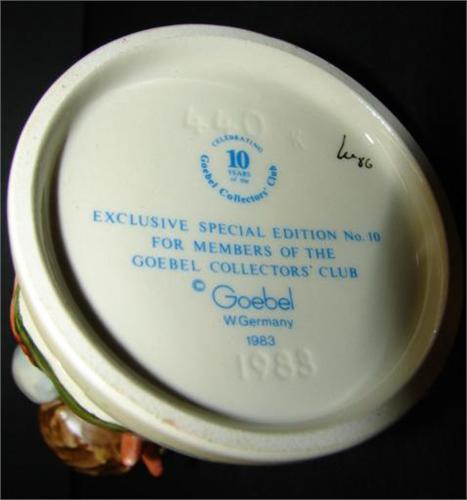 440
CELEBRATING
10
YEARS
of the
Goebel Collectors' Club
EXCLUSIVE SPECIAL EDITION No. 10
FOR MEMBERS OF THE
GOEBEL COLLECTORS' CLUB
© Goebel
W.Germany
1983
1983